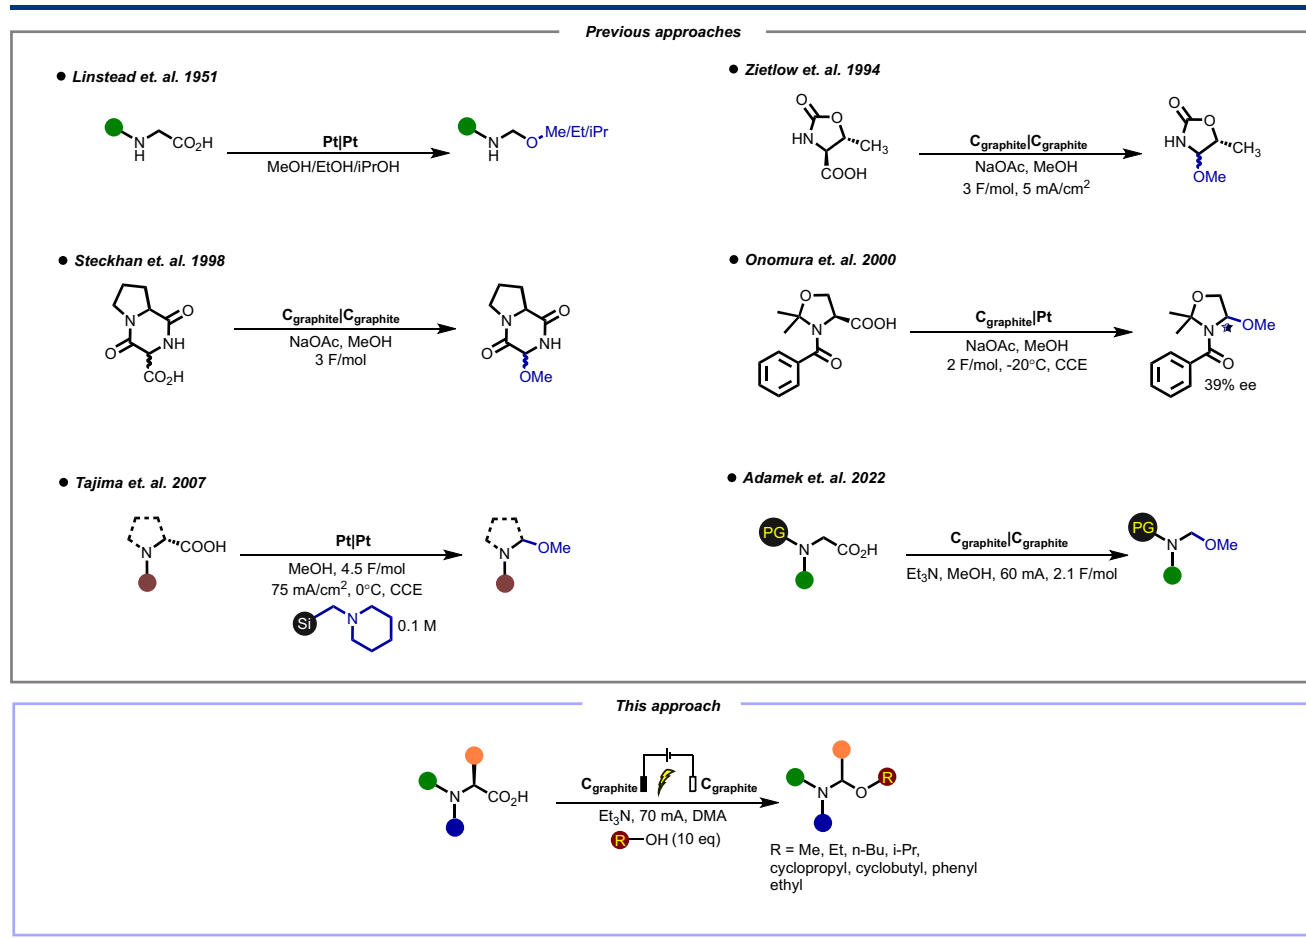 Previous approaches
Linstead et. al. 1951
N
H
CO2H
Pt|Pt
MeOH/EtOH/iPrOH
N
H
O
Me/Et/iPr
Zietlow et. al. 1994
O
O
HN
CH3
COOH
Cgraphite|Cgraphite
NaOAc, MeOH
3 F/mol, 5 mA/cm2
O
O
HN
CH3
OMe
Steckhan et. al. 1998
O
N
NH
O
CO2H
Cgraphite|Cgraphite
NaOAc, MeOH
3 F/mol
O
N
NH
O
OMe
Onomura et. al. 2000
O
COOH
N
O
Cgraphite|Pt
NaOAc, MeOH
2 F/mol, -20°C, CCE
O
OMe
N
O
39% ee
Tajima et. al. 2007
COOH
N
Pt|Pt
MeOH, 4.5 F/mol
75 mA/cm2, 0°C, CCE
Si
N
0.1 M
OMe
N
Adamek et. al. 2022
PG
N
CO2H
Cgraphite|Cgraphite
Et3N, MeOH, 60 mA, 2.1 F/mol
PG
N
OMe
This approach
N
CO2H
Cgraphite
Cgraphite
Et3N, 70 mA, DMA
R OH (10 eq)
N
O
R
R = Me, Et, n-Bu, i-Pr,
cyclopropyl, cyclobutyl, phenyl
ethyl